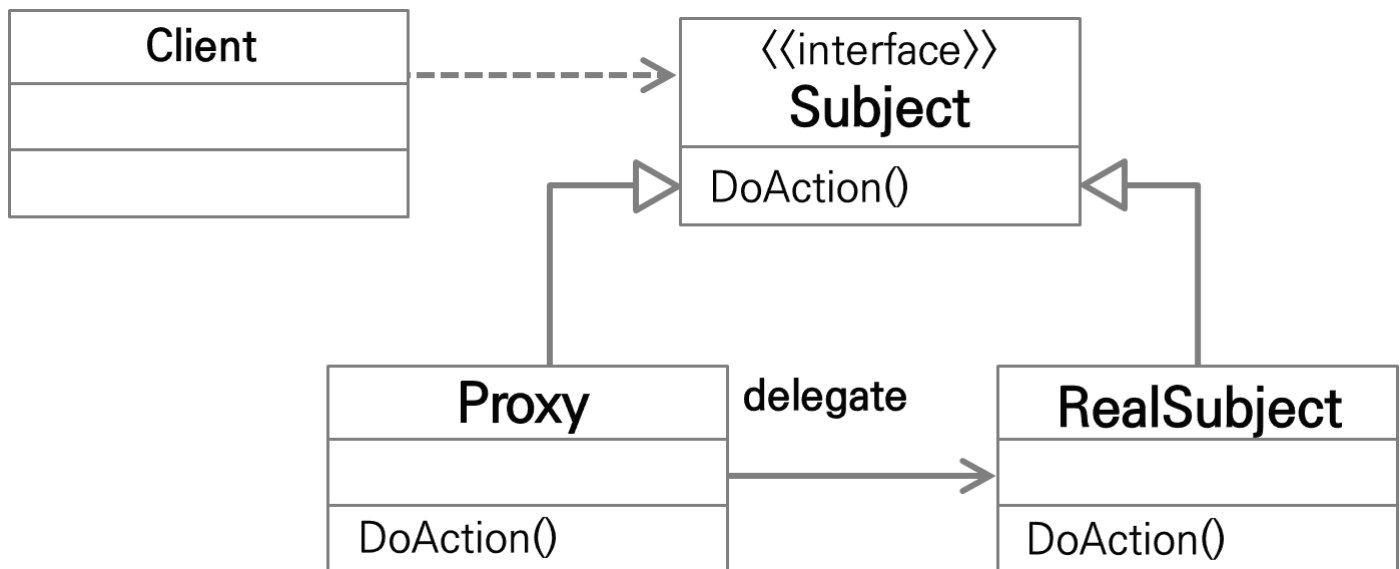 Client
<<interface>>
Subject
DoAction()
Proxy
delegate
RealSubject
DoAction()
DoAction()